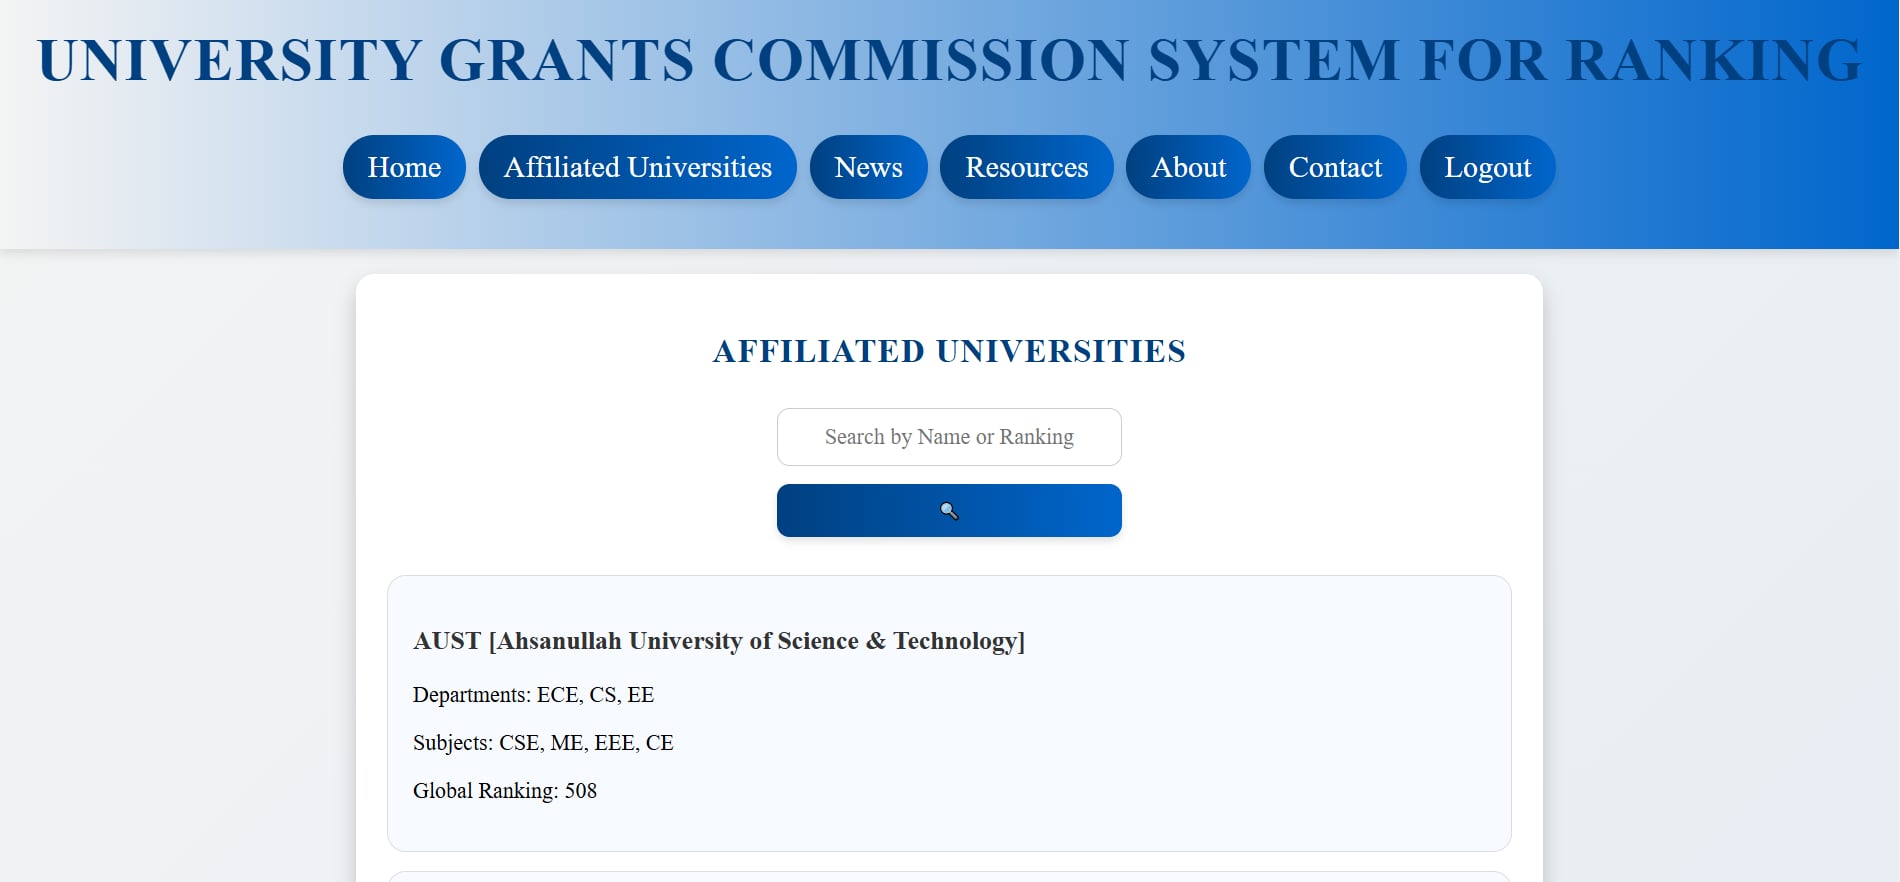 UNIVERSITY GRANTS COMMISSION SYSTEM FOR RANKING
Home Affiliated Universities News Resources About Contact Logout
AFFILIATED UNIVERSITIES
Search by Name or Ranking
AUST [Ahsanullah University of Science & Technology]
Departments: ECE, CS, EE
Subjects: CSE, ME, EEE, CE
Global Ranking: 508